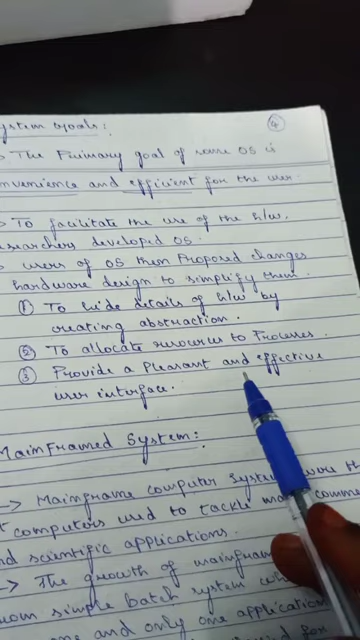 ④
System Goals:
The Primary goal of some OS is
convenience and efficient for the user.
To facilitate the use of the h/w,
researchers developed OS.
users of OS then Proposed changes
hardware design to simplify them.
① To hide details of h/w by
creating abstraction.
② To allocate resources to Processes.
③ Provide a Pleasant and effective
user interface.
MainFramed System:
→ Mainframe computer systems were the
computers used to tackle many
and scientific applications.
→ The growth of mainframe
from simple batch system
and only one application